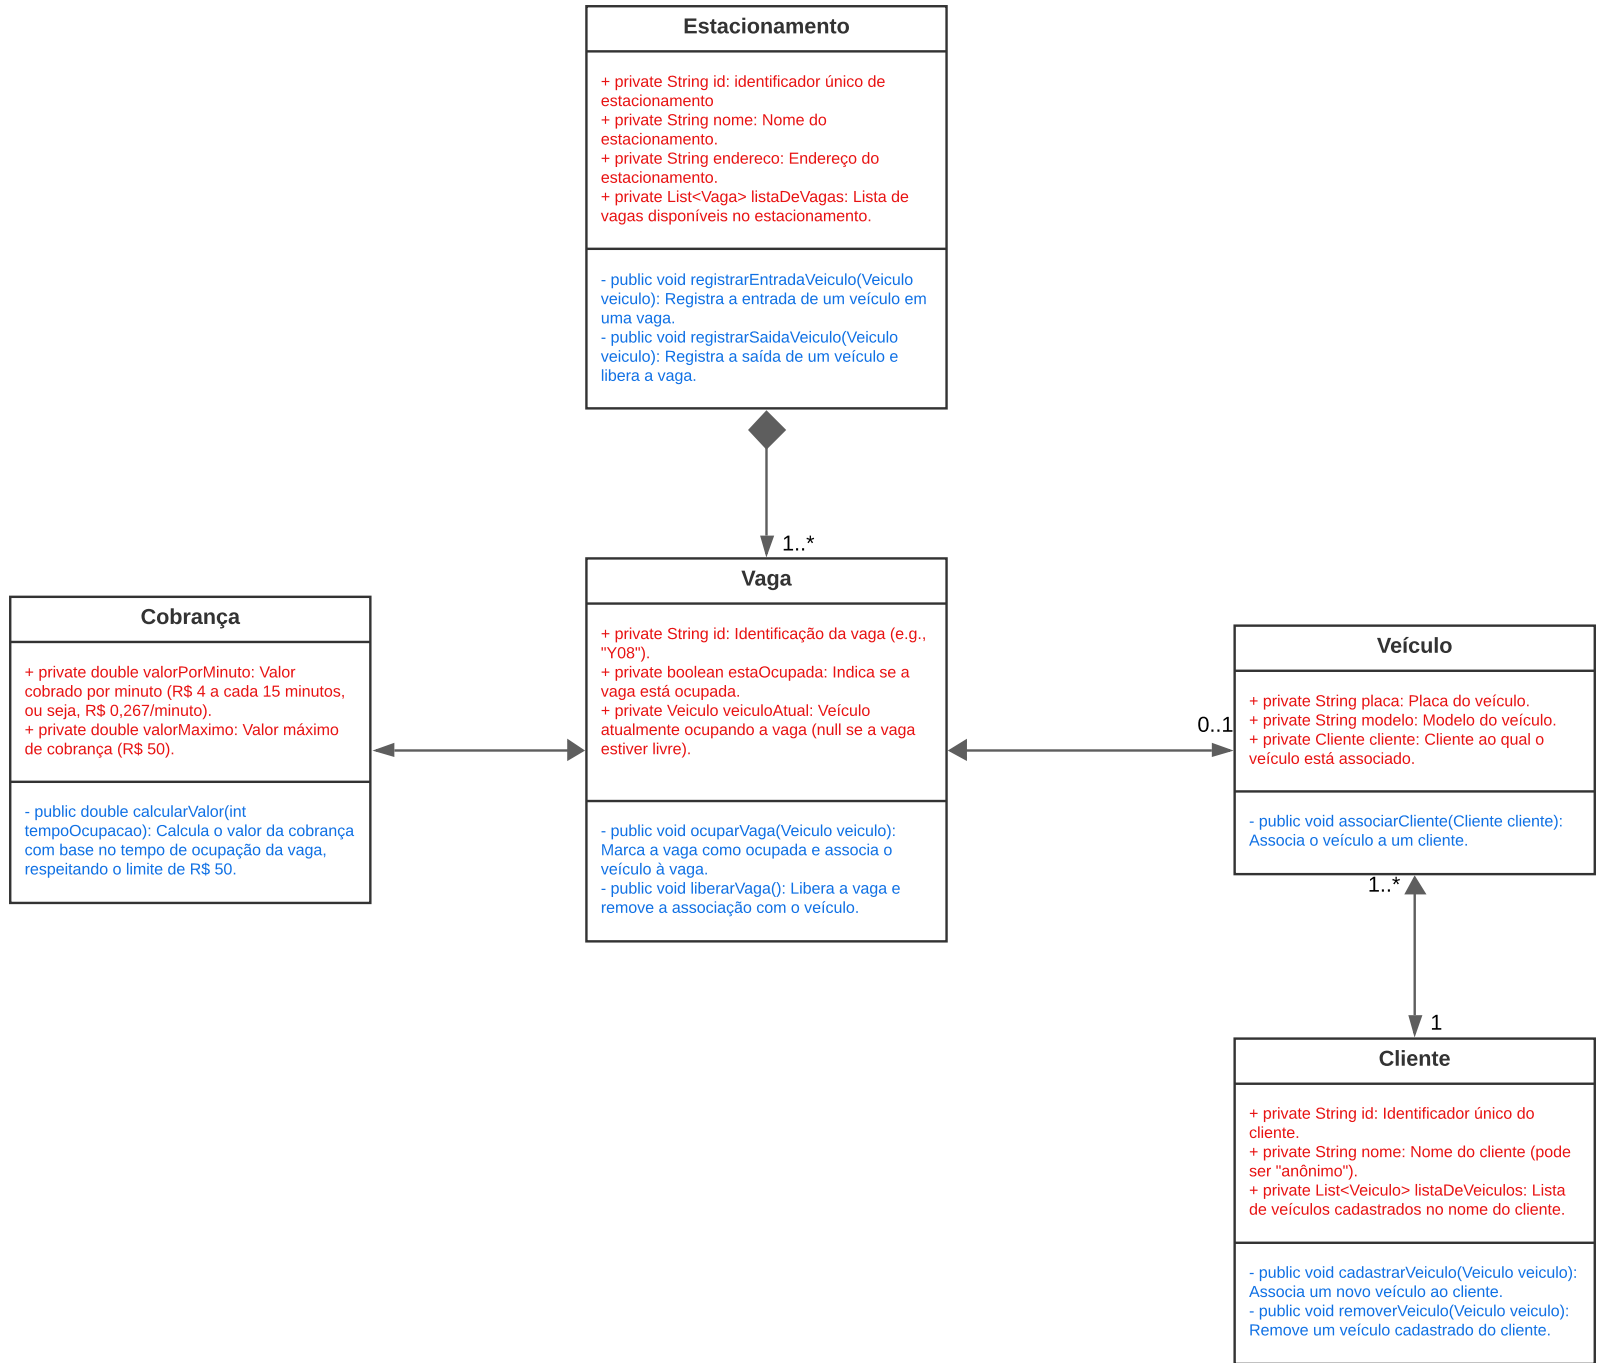 Estacionamento
+ private String id: identificador único de
estacionamento
+ private String nome: Nome do
estacionamento.
+ private String endereco: Endereço do
estacionamento.
+ private List<Vaga> listaDeVagas: Lista de
vagas disponíveis no estacionamento.
- public void registrarEntradaVeiculo(Veiculo
veiculo): Registra a entrada de um veículo em
uma vaga.
- public void registrarSaidaVeiculo(Veiculo
veiculo): Registra a saída de um veículo e
libera a vaga.
1..*
Cobrança
+ private double valorPorMinuto: Valor
cobrado por minuto (R$ 4 a cada 15 minutos,
ou seja, R$ 0,267/minuto).
+ private double valorMaximo: Valor máximo
de cobrança (R$ 50).
- public double calcularValor(int
tempoOcupacao): Calcula o valor da cobrança
com base no tempo de ocupação da vaga,
respeitando o limite de R$ 50.
Vaga
+ private String id: Identificação da vaga (e.g.,
"Y08").
+ private boolean estaOcupada: Indica se a
vaga está ocupada.
+ private Veiculo veiculoAtual: Veículo
atualmente ocupando a vaga (null se a vaga
estiver livre).
- public void ocuparVaga(Veiculo veiculo):
Marca a vaga como ocupada e associa o
veículo à vaga.
- public void liberarVaga(): Libera a vaga e
remove a associação com o veículo.
0..1
Veículo
+ private String placa: Placa do veículo.
+ private String modelo: Modelo do veículo.
+ private Cliente cliente: Cliente ao qual o
veículo está associado.
- public void associarCliente(Cliente cliente):
Associa o veículo a um cliente.
1..*
1
Cliente
+ private String id: Identificador único do
cliente.
+ private String nome: Nome do cliente (pode
ser "anônimo").
+ private List<Veiculo> listaDeVeiculos: Lista
de veículos cadastrados no nome do cliente.
- public void cadastrarVeiculo(Veiculo veiculo):
Associa um novo veículo ao cliente.
- public void removerVeiculo(Veiculo veiculo):
Remove um veículo cadastrado do cliente.